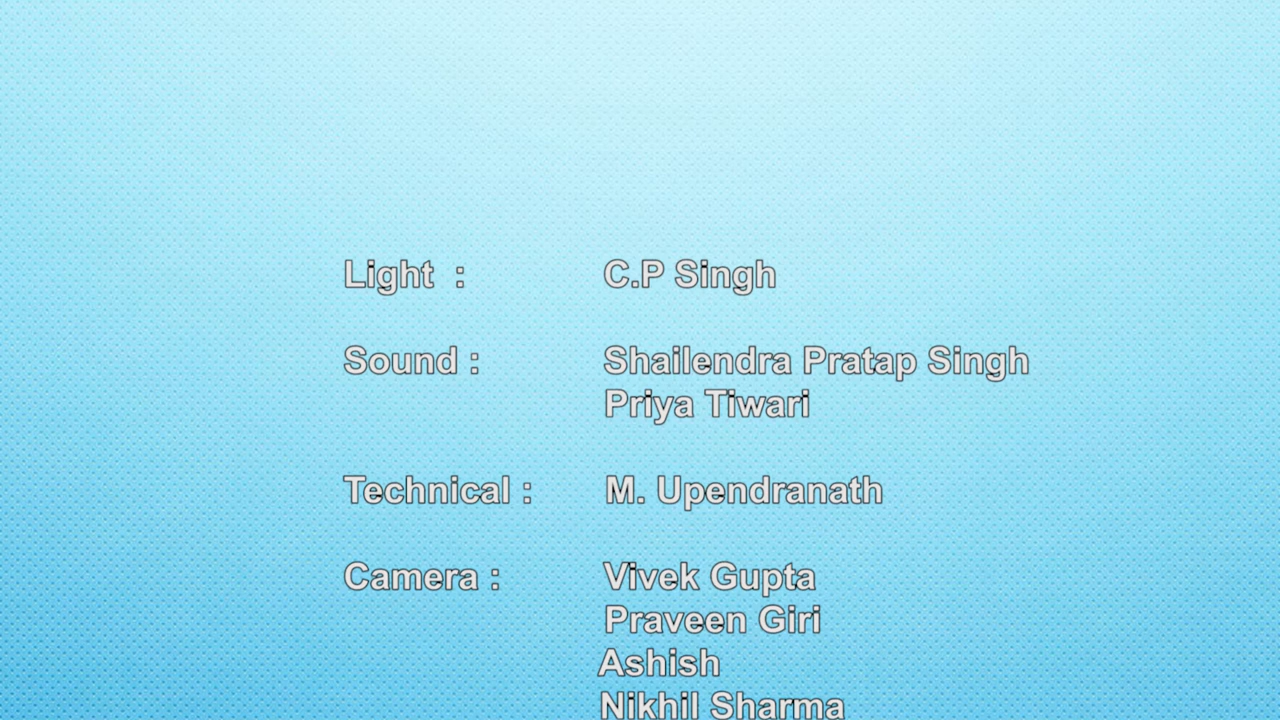 Light : C.P Singh
Sound : Shailendra Pratap Singh
Priya Tiwari
Technical : M. Upendranath
Camera : Vivek Gupta
Praveen Giri
Ashish
Nikhil Sharma